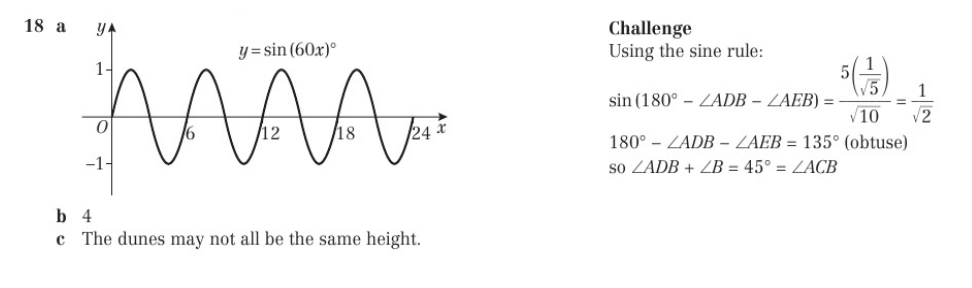 18 a
y
y = sin (60x)°
1
O
6
12
18
24 x
−1
b 4
c The dunes may not all be the same height.
Challenge
Using the sine rule:
sin (180° − ∠ADB − ∠AEB) = 5(1/√5)/√10 = 1/√2
180° − ∠ADB − ∠AEB = 135° (obtuse)
so ∠ADB + ∠B = 45° = ∠ACB